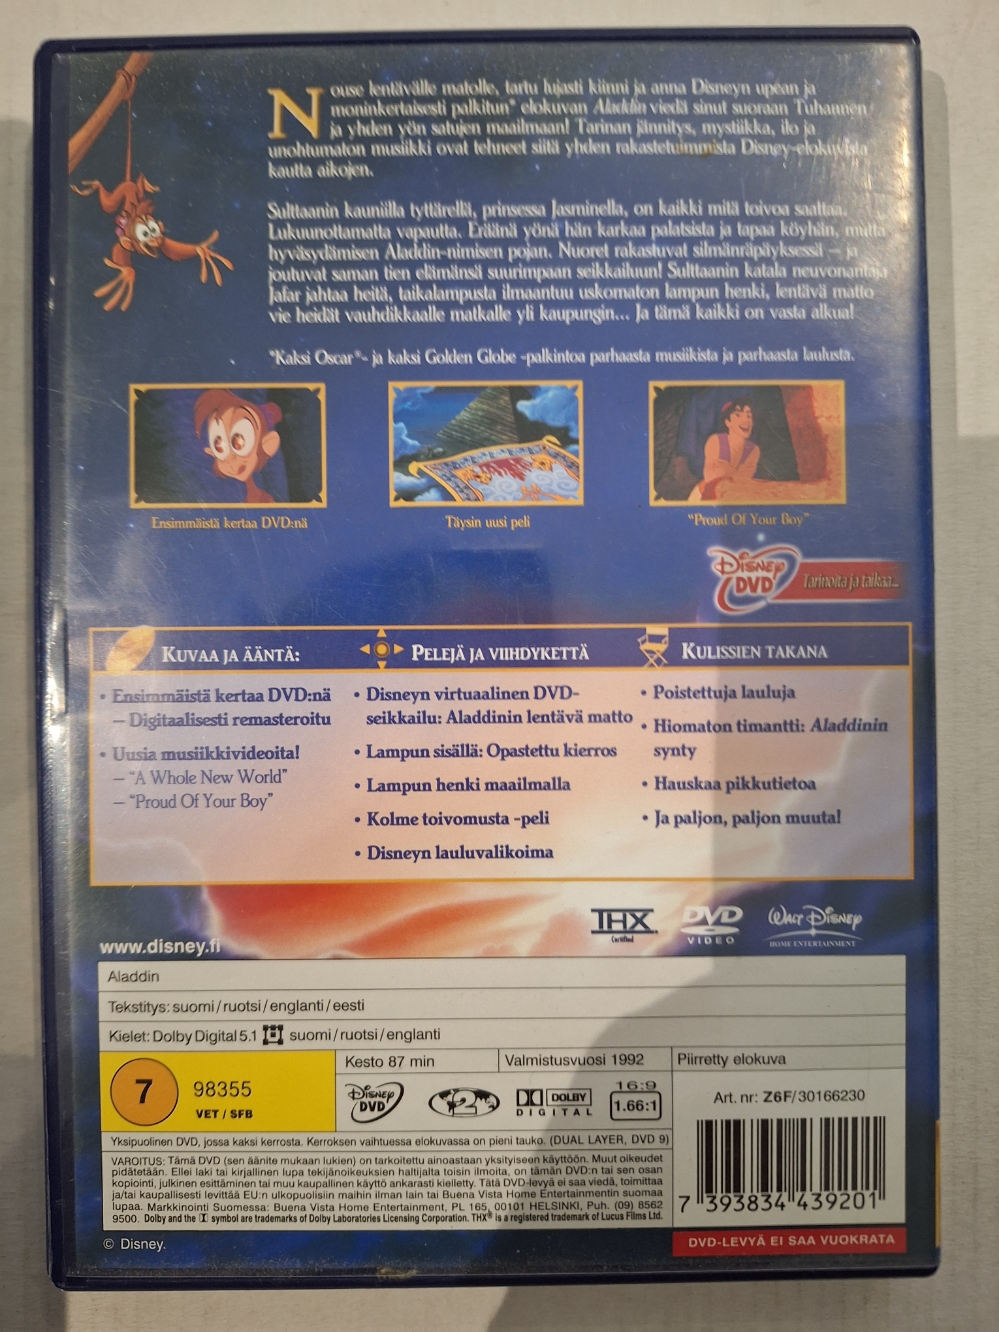 Nouse lentävälle matolle, tartu lujasti kiinni ja anna Disneyn upean ja
moninkertaisesti palkitun* elokuvan Aladdin viedä sinut suoraan Tuhannen
ja yhden yön satujen maailmaan! Tarinan jännitys, mystiikka, ilo ja
unohtumaton musiikki ovat tehneet siitä yhden rakastetuimmista Disney-elokuvista
kautta aikojen.
Sulttaanin kauniilla tyttärellä, prinsessa Jasminella, on kaikki mitä toivoa saattaa.
Lukuunottamatta vapautta. Eräänä yönä hän karkaa palatsista ja tapaa köyhän, mutta
hyväsydämisen Aladdin-nimisen pojan. Nuoret rakastuvat silmänräpäyksessä – ja
joutuvat saman tien elämänsä suurimpaan seikkailuun! Sulttaanin katala neuvonantaja
Jafar jahtaa heitä, taikalampusta ilmaantuu uskomaton lampun henki, lentävä matto
vie heidät vauhdikkaalle matkalle yli kaupungin... Ja tämä kaikki on vasta alkua!
*Kaksi Oscar®- ja kaksi Golden Globe -palkintoa parhaasta musiikista ja parhaasta laulusta.
Ensimmäistä kertaa DVD:nä
Täysin uusi peli
"Proud Of Your Boy"
Disney DVD
Tarinoita ja taikaa...
KUVAA JA ÄÄNTÄ:
• Ensimmäistä kertaa DVD:nä
– Digitaalisesti remasteroitu
• Uusia musiikkivideoita!
– "A Whole New World"
– "Proud Of Your Boy"
PELEJÄ JA VIIHDYKETTÄ
• Disneyn virtuaalinen DVD-
seikkailu: Aladdinin lentävä matto
• Lampun sisällä: Opastettu kierros
• Lampun henki maailmalla
• Kolme toivomusta -peli
• Disneyn lauluvalikoima
KULISSIEN TAKANA
• Poistettuja lauluja
• Hiomaton timantti: Aladdinin
synty
• Hauskaa pikkutietoa
• Ja paljon, paljon muuta!
THX
Certified
DVD
VIDEO
WALT DISNEY
HOME ENTERTAINMENT
www.disney.fi
Aladdin
Tekstitys: suomi/ruotsi/englanti/eesti
Kielet: Dolby Digital 5.1 suomi/ruotsi/englanti
7
98355
VET / SFB
Kesto 87 min
Valmistusvuosi 1992
Piirretty elokuva
Disney DVD
2
DOLBY
DIGITAL
16:9
1.66:1
Art. nr: Z6F/30166230
Yksipuolinen DVD, jossa kaksi kerrosta. Kerroksen vaihtuessa elokuvassa on pieni tauko. (DUAL LAYER, DVD 9)
VAROITUS: Tämä DVD (sen äänite mukaan lukien) on tarkoitettu ainoastaan yksityiseen käyttöön. Muut oikeudet
pidätetään. Ellei laki tai kirjallinen lupa tekijänoikeuksien haltijalta toisin ilmoita, on tämän DVD:n tai sen osan
kopiointi, julkinen esittäminen tai muu kaupallinen käyttö ankarasti kielletty. Tätä DVD-levyä ei saa viedä, toimittaa
ja/tai kaupallisesti levittää EU:n ulkopuolisiin maihin ilman lain tai Buena Vista Home Entertainmentin suomaa
lupaa. Markkinointi Suomessa: Buena Vista Home Entertainment, PL 165, 00101 HELSINKI, Puh. (09) 8562
9500. Dolby and the symbol are trademarks of Dolby Laboratories Licensing Corporation. THX® is a registered trademark of Lucus Films Ltd.
7 393834 439201
DVD-LEVYÄ EI SAA VUOKRATA
© Disney.